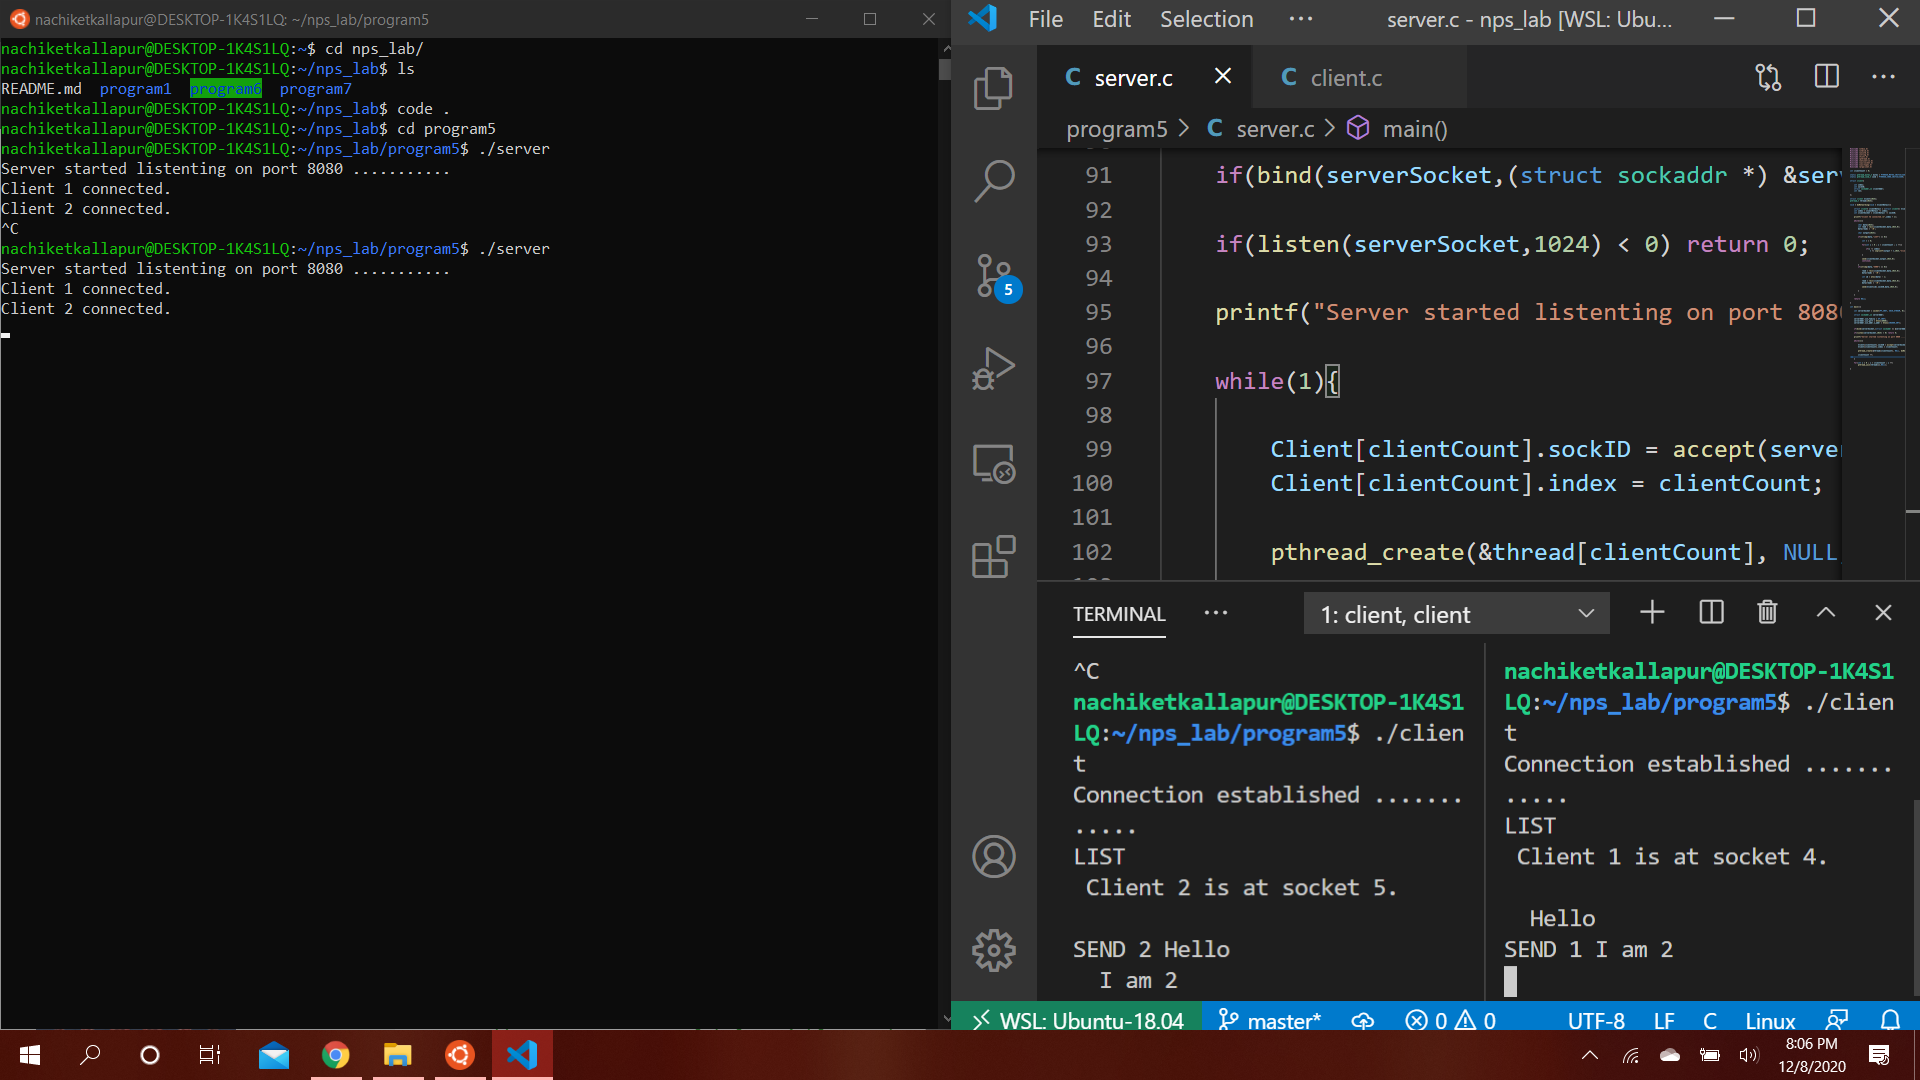 nachiketkallapur@DESKTOP-1K4S1LQ: ~/nps_lab/program5
nachiketkallapur@DESKTOP-1K4S1LQ:~$ cd nps_lab/
nachiketkallapur@DESKTOP-1K4S1LQ:~/nps_lab$ ls
README.md  program1  program6  program7
nachiketkallapur@DESKTOP-1K4S1LQ:~/nps_lab$ code .
nachiketkallapur@DESKTOP-1K4S1LQ:~/nps_lab$ cd program5
nachiketkallapur@DESKTOP-1K4S1LQ:~/nps_lab/program5$ ./server
Server started listenting on port 8080 ...........
Client 1 connected.
Client 2 connected.
^C
nachiketkallapur@DESKTOP-1K4S1LQ:~/nps_lab/program5$ ./server
Server started listenting on port 8080 ...........
Client 1 connected.
Client 2 connected.
File Edit Selection ··· server.c - nps_lab [WSL: Ubu...
C server.c C client.c
program5 > C server.c > main()
91 if(bind(serverSocket,(struct sockaddr *) &ser
92
93 if(listen(serverSocket,1024) < 0) return 0;
94
95 printf("Server started listenting on port 808
96
97 while(1){
98
99 Client[clientCount].sockID = accept(serve
100 Client[clientCount].index = clientCount;
101
102 pthread_create(&thread[clientCount], NULL
5
TERMINAL ··· 1: client, client
^C
nachiketkallapur@DESKTOP-1K4S1
LQ:~/nps_lab/program5$ ./clien
t
Connection established .......
.....
LIST
Client 2 is at socket 5.
SEND 2 Hello
I am 2
nachiketkallapur@DESKTOP-1K4S1
LQ:~/nps_lab/program5$ ./clien
t
Connection established .......
.....
LIST
Client 1 is at socket 4.
Hello
SEND 1 I am 2
WSL: Ubuntu-18.04 master* 0 0 UTF-8 LF C Linux
8:06 PM
12/8/2020